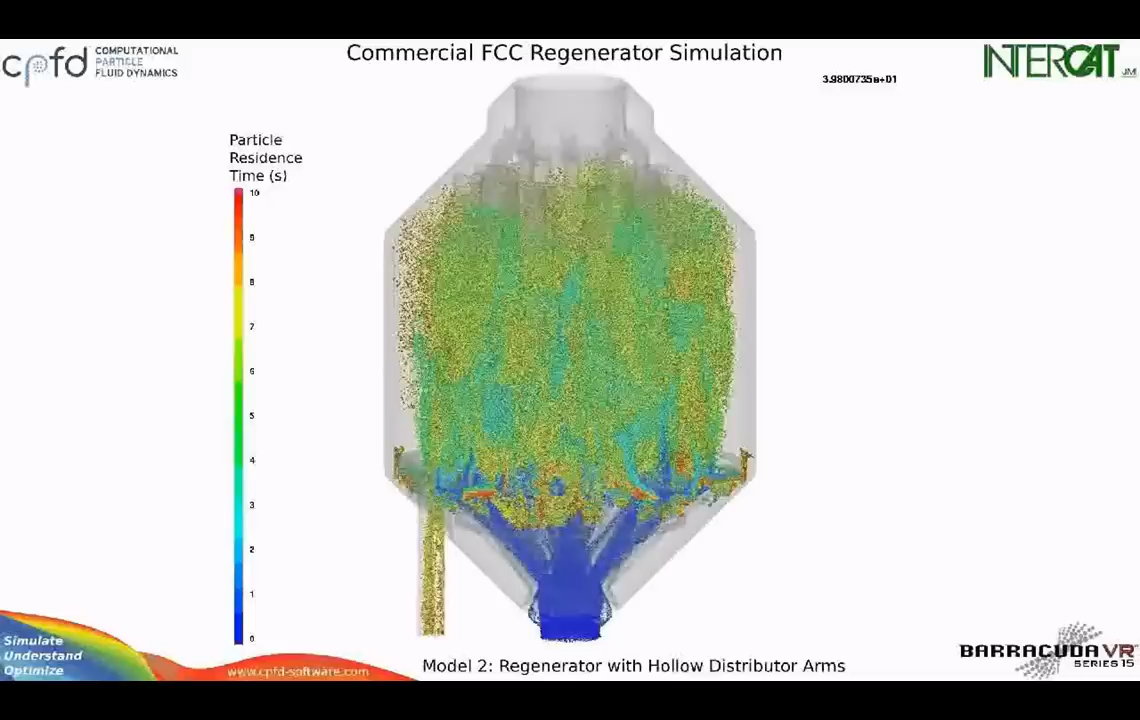 cpfd
COMPUTATIONAL
PARTICLE
FLUID DYNAMICS
Commercial FCC Regenerator Simulation
INTERCAT
JM
3.9800735e+01
Particle
Residence
Time (s)
10
9
8
7
6
5
4
3
2
1
0
Simulate
Understand
Optimize
www.cpfd-software.com
Model 2: Regenerator with Hollow Distributor Arms
BARRACUDA VR
SERIES 15